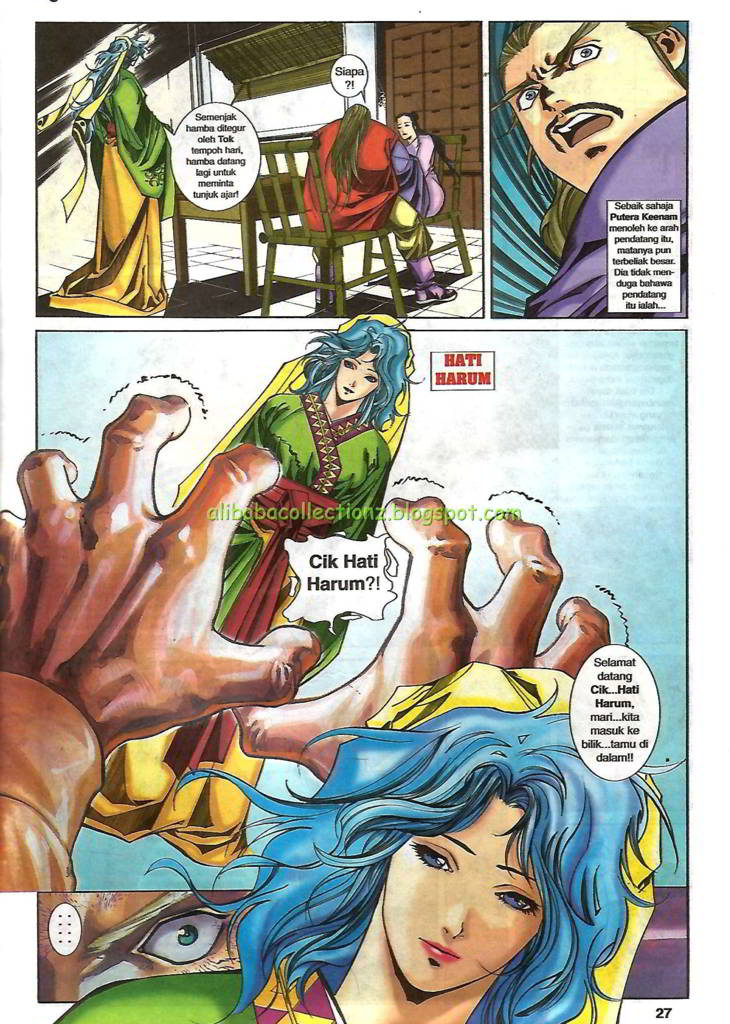 Siapa
?!
Semenjak
hamba ditegur
oleh Tok
tempoh hari,
hamba datang
lagi untuk
meminta
tunjuk ajar!
Sebaik sahaja
Putera Keenam
menoleh ke arah
pendatang itu,
matanya pun
terbeliak besar.
Dia tidak men-
duga bahawa
pendatang
itu ialah...
HATI
HARUM
alibabacollectionz.blogspot.com
Cik Hati
Harum?!
Selamat
datang
Cik...Hati
Harum,
mari...kita
masuk ke
bilik...tamu di
dalam!!
27